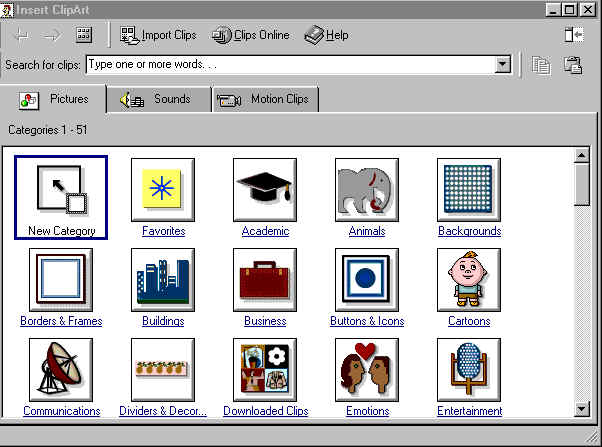 Insert ClipArt
Import Clips Clips Online Help
Search for clips: Type one or more words. . .
Pictures Sounds Motion Clips
Categories 1 - 51
New Category Favorites Academic Animals Backgrounds
Borders & Frames Buildings Business Buttons & Icons Cartoons
Communications Dividers & Decor... Downloaded Clips Emotions Entertainment